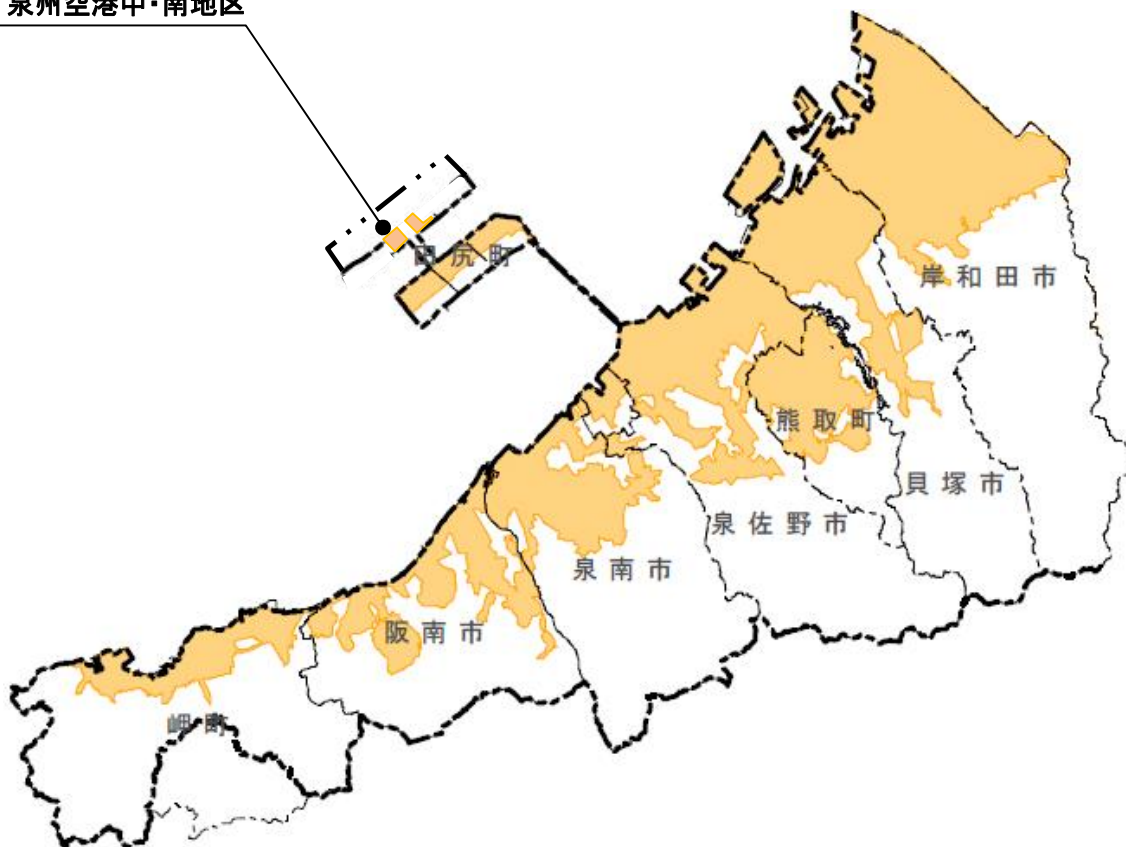 泉州空港中・南地区
田尻町
岸和田市
熊取町
貝塚市
泉佐野市
泉南市
阪南市
岬町